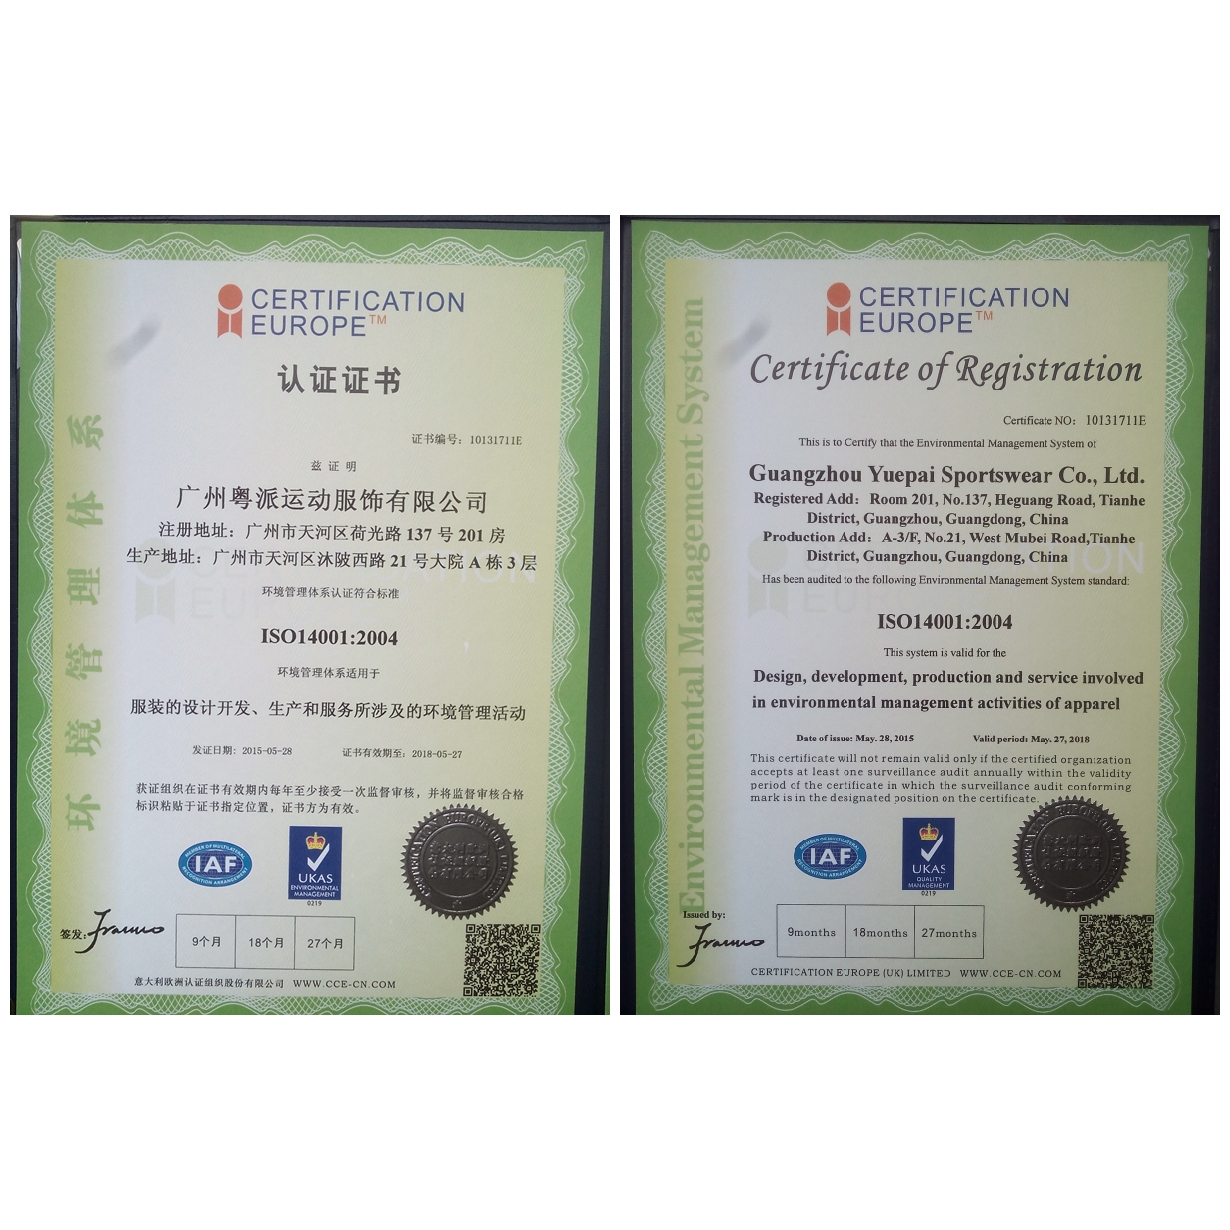 CERTIFICATION
EUROPE™
认证证书
证书编号：10131711E
兹 证 明
广州粤派运动服饰有限公司
注册地址：广州市天河区荷光路 137 号 201 房
生产地址：广州市天河区沐陂西路 21 号大院 A 栋 3 层
环境管理体系认证符合标准
ISO14001:2004
环境管理体系适用于
服装的设计开发、生产和服务所涉及的环境管理活动
发证日期：2015-05-28 证书有效期至：2018-05-27
获证组织在证书有效期内每年至少接受一次监督审核，并将监督审核合格
标识粘贴于证书指定位置，证书方为有效。
环境管理体系
MEMBER OF MULTILATERAL
IAF
RECOGNITION ARRANGEMENT
UKAS
ENVIRONMENTAL
MANAGEMENT
0219
签发：
9个月 18个月 27个月
意大利欧洲认证组织股份有限公司 WWW.CCE-CN.COM
CERTIFICATION
EUROPE™
Certificate of Registration
Certificate NO： 10131711E
This is to Certify that the Environmental Management System of
Guangzhou Yuepai Sportswear Co., Ltd.
Registered Add： Room 201, No.137, Heguang Road, Tianhe
District, Guangzhou, Guangdong, China
Production Add： A-3/F, No.21, West Mubei Road,Tianhe
District, Guangzhou, Guangdong, China
Has been audited to the following Environmental Management System standard:
ISO14001:2004
This system is valid for the
Design, development, production and service involved
in environmental management activities of apparel
Date of issue: May. 28, 2015 Valid period: May. 27, 2018
This certificate will not remain valid only if the certified organization
accepts at least one surveillance audit annually within the validity
period of the certificate in which the surveillance audit conforming
mark is in the designated position on the certificate.
Environmental Management System
MEMBER OF MULTILATERAL
IAF
RECOGNITION ARRANGEMENT
UKAS
QUALITY
MANAGEMENT
0219
Issued by:
9months 18months 27months
CERTIFICATION EUROPE (UK) LIMITED WWW.CCE-CN.COM